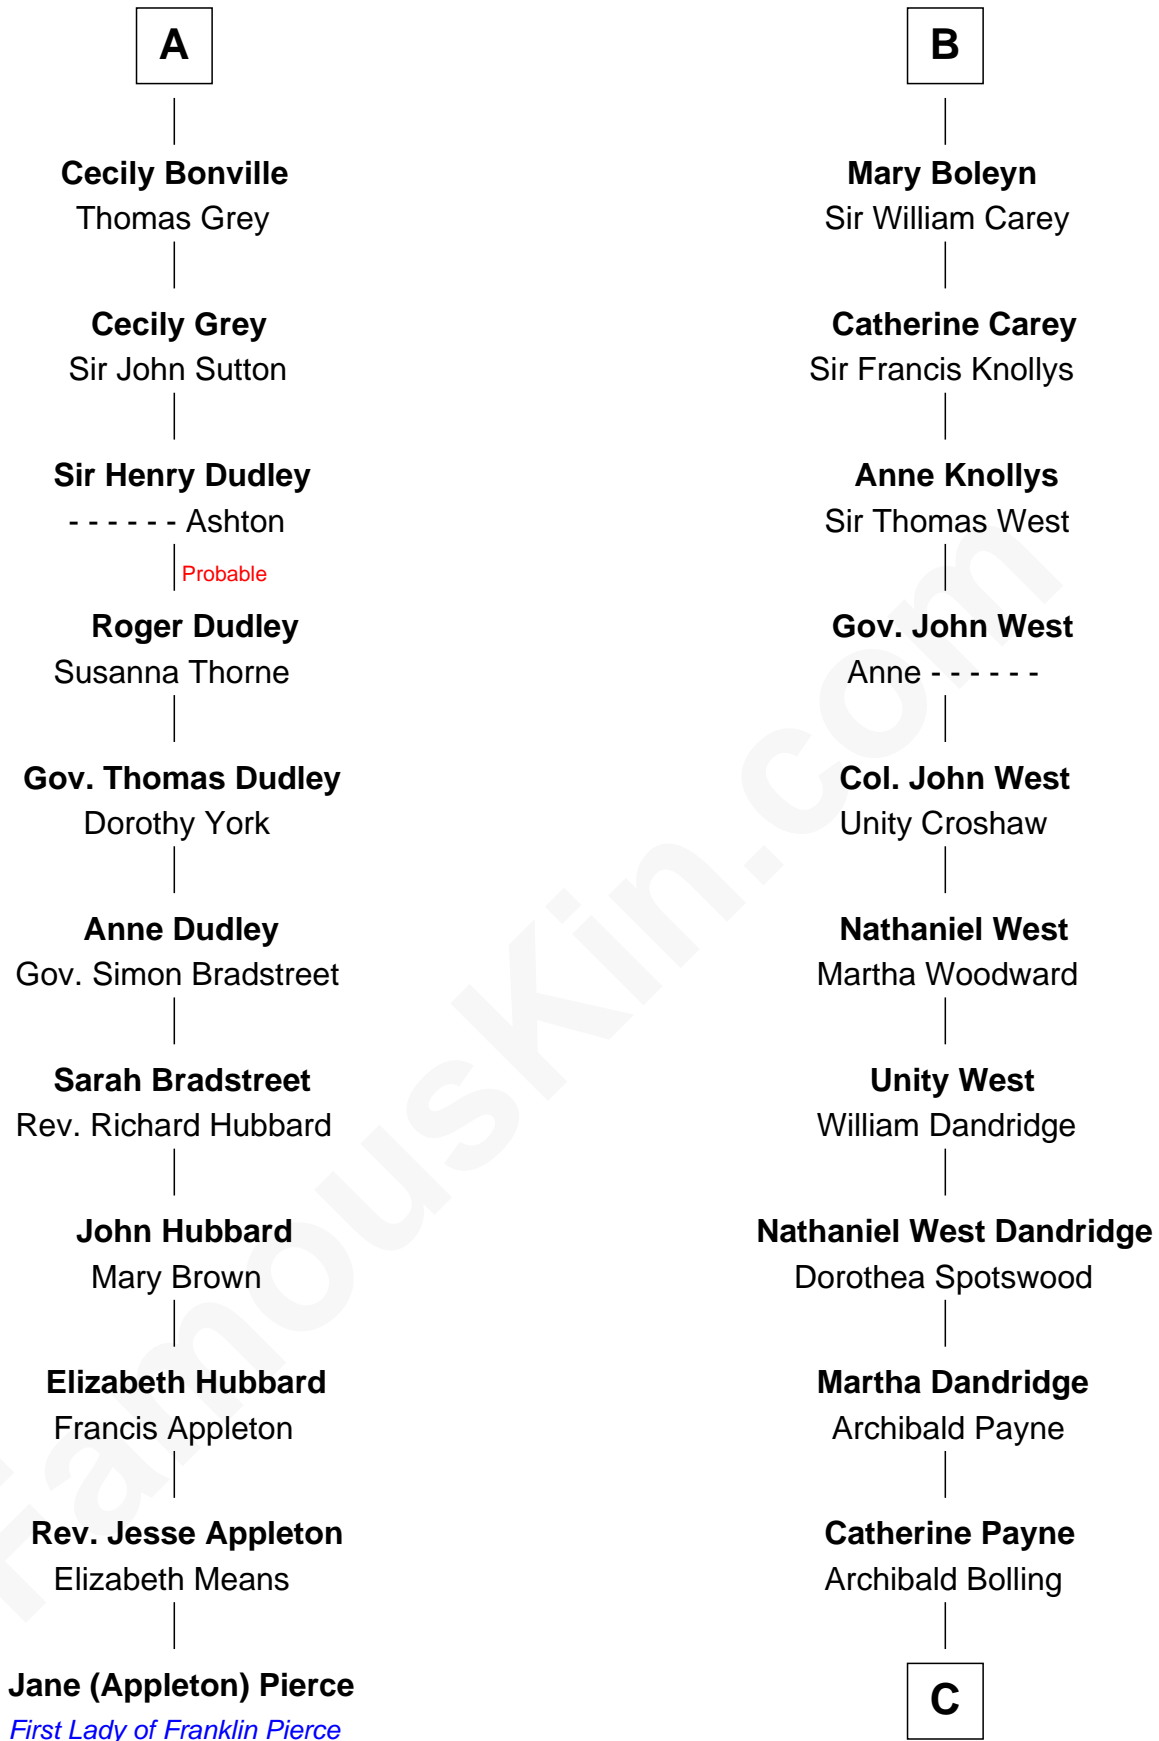 A
Cecily Bonville
Thomas Grey
Cecily Grey
Sir John Sutton
Sir Henry Dudley
- - - - - - Ashton
Probable
Roger Dudley
Susanna Thorne
Gov. Thomas Dudley
Dorothy York
Anne Dudley
Gov. Simon Bradstreet
Sarah Bradstreet
Rev. Richard Hubbard
John Hubbard
Mary Brown
Elizabeth Hubbard
Francis Appleton
Rev. Jesse Appleton
Elizabeth Means
Jane (Appleton) Pierce
First Lady of Franklin Pierce
B
Mary Boleyn
Sir William Carey
Catherine Carey
Sir Francis Knollys
Anne Knollys
Sir Thomas West
Gov. John West
Anne - - - - - -
Col. John West
Unity Croshaw
Nathaniel West
Martha Woodward
Unity West
William Dandridge
Nathaniel West Dandridge
Dorothea Spotswood
Martha Dandridge
Archibald Payne
Catherine Payne
Archibald Bolling
C
FamousKin.com